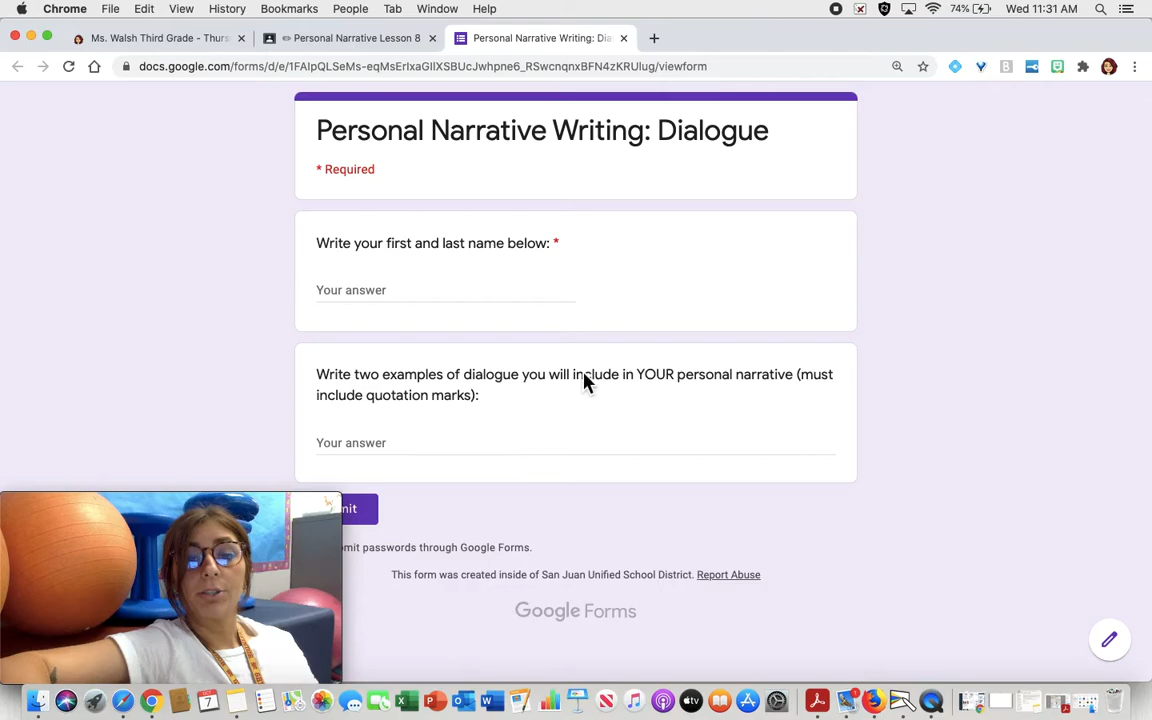 Chrome File Edit View History Bookmarks People Tab Window Help 74% Wed 11:31 AM
Ms. Walsh Third Grade - Thurs Personal Narrative Lesson 8 Personal Narrative Writing: Dia
docs.google.com/forms/d/e/1FAIpQLSeMs-eqMsErIxaGIlXSBUcJwhpne6_RSwcnqnxBFN4zKRUlug/viewform
Personal Narrative Writing: Dialogue
* Required
Write your first and last name below: *
Your answer
Write two examples of dialogue you will include in YOUR personal narrative (must
include quotation marks):
Your answer
mit
mit passwords through Google Forms.
This form was created inside of San Juan Unified School District. Report Abuse
Google Forms